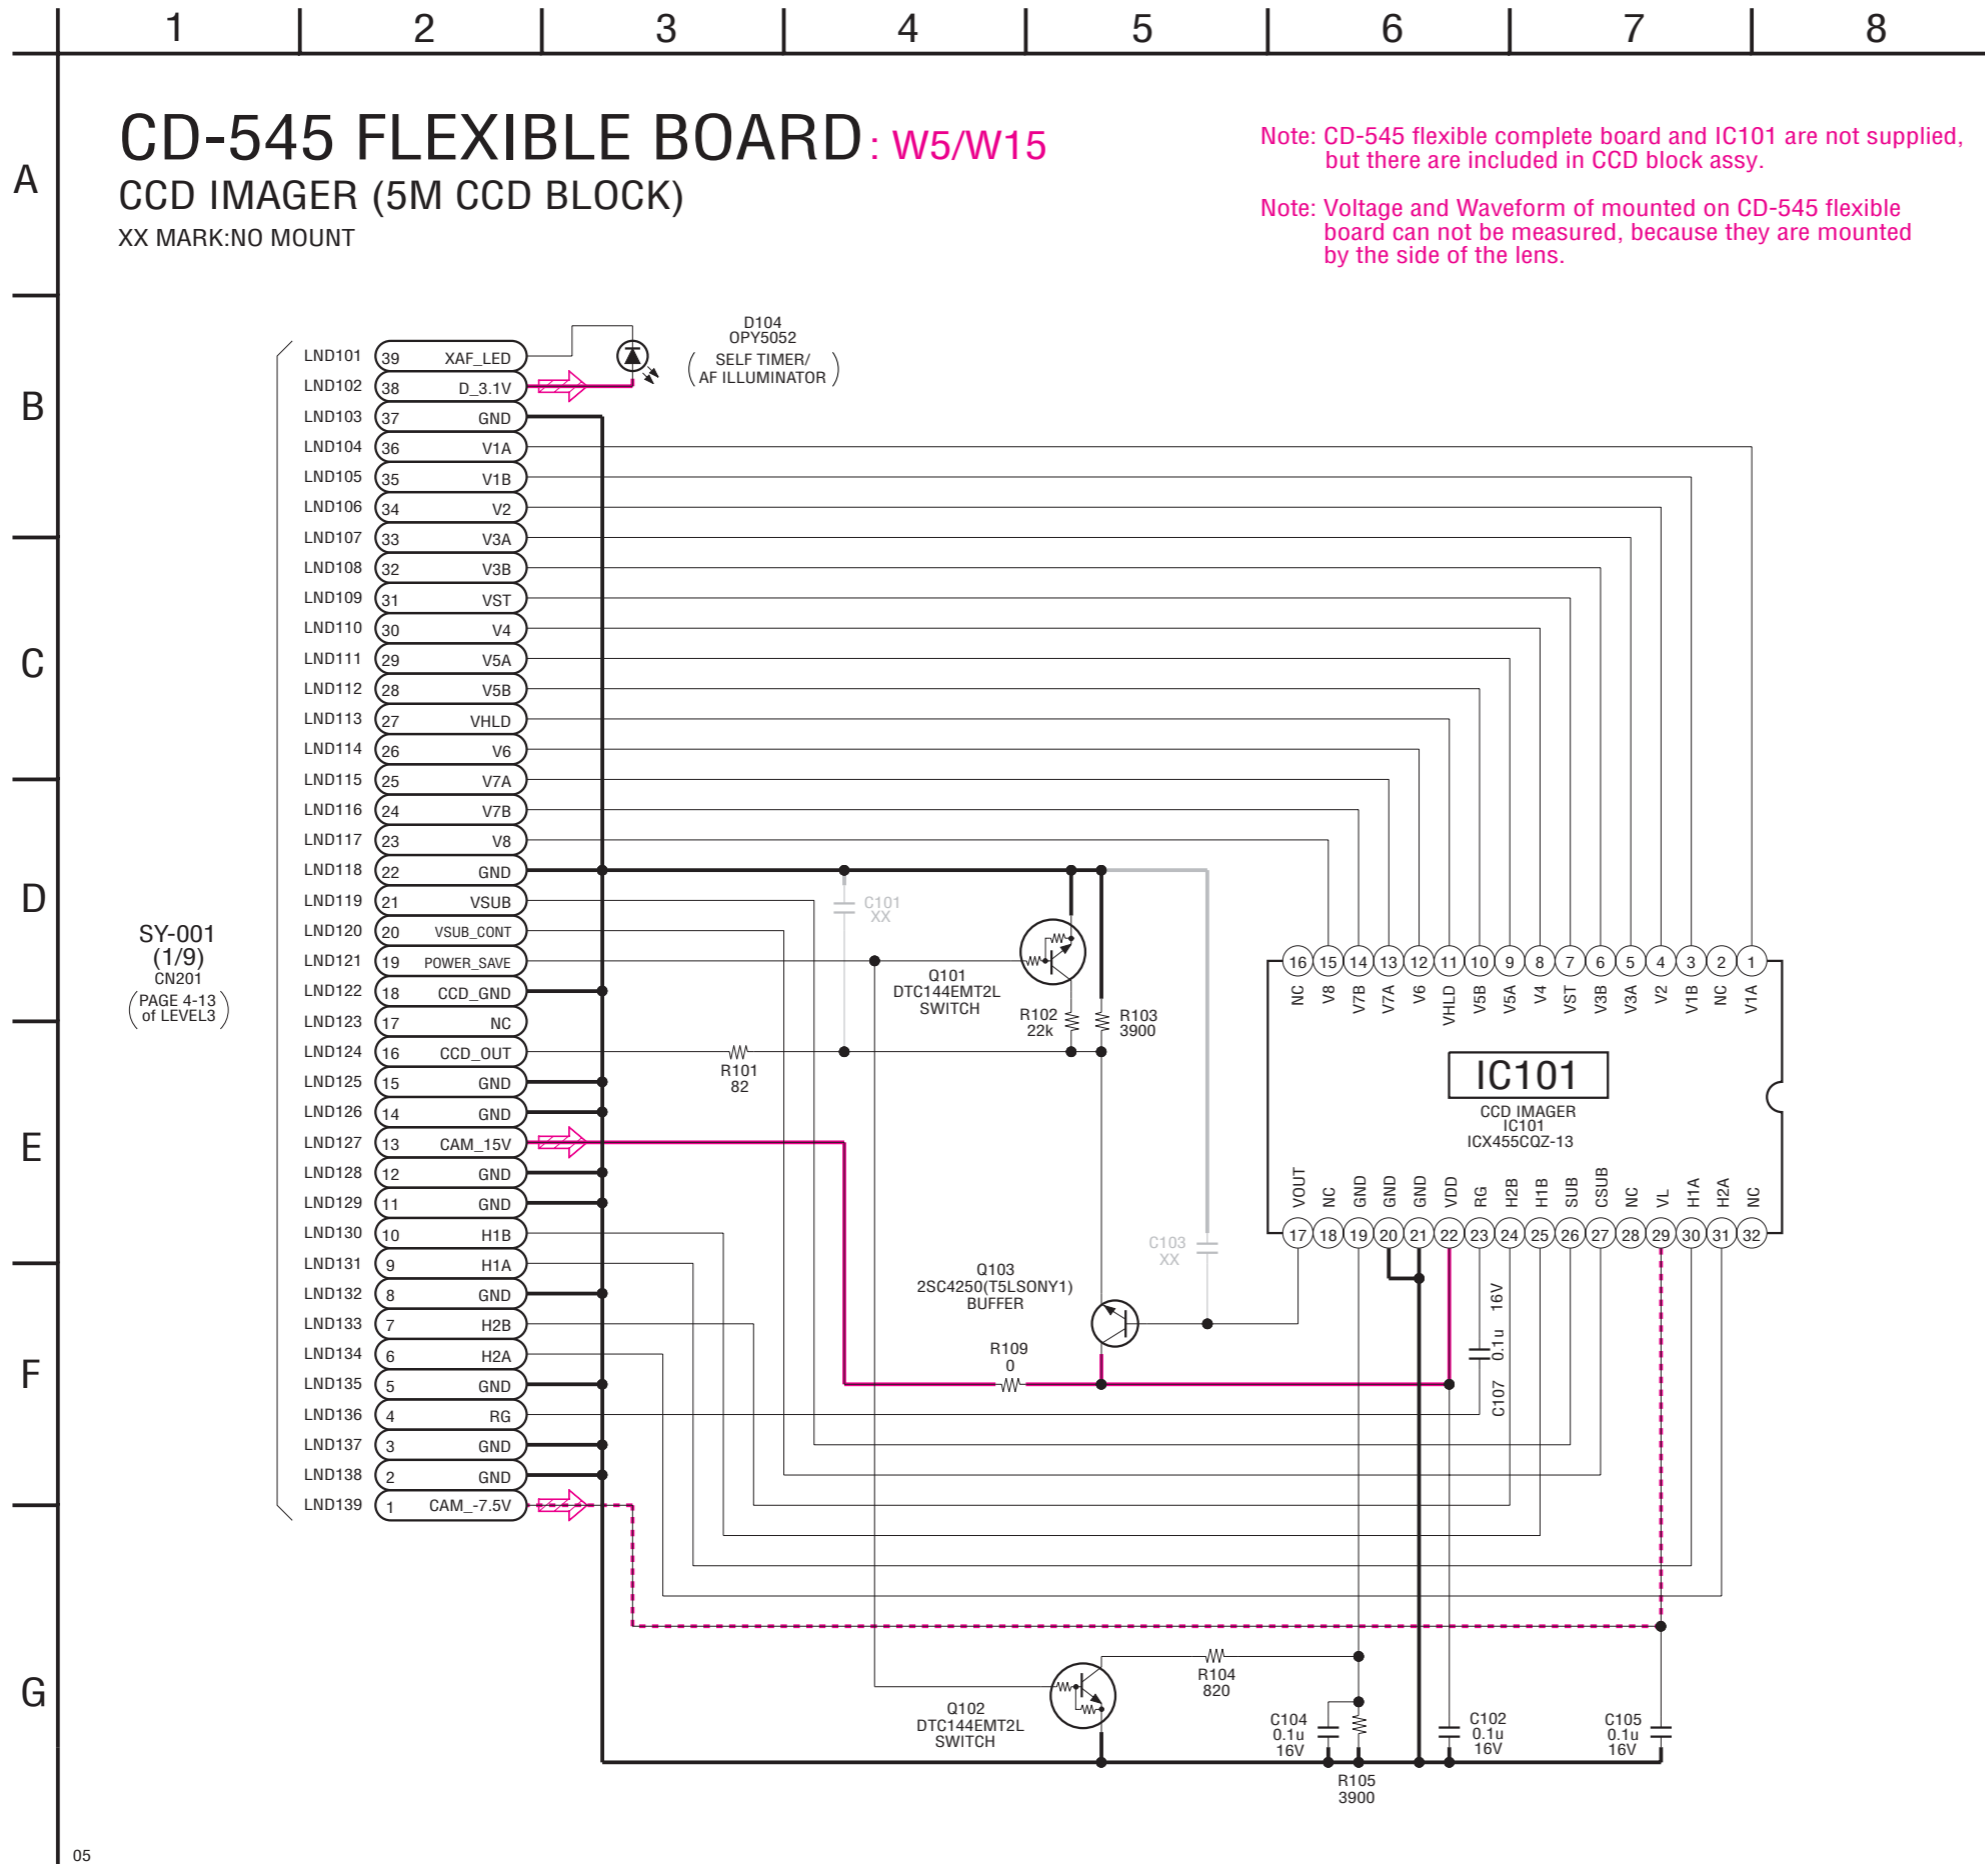 1 2 3 4 5 6 7 8
A
B
C
D
E
F
G
CD-545 FLEXIBLE BOARD : W5/W15
CCD IMAGER (5M CCD BLOCK)
XX MARK:NO MOUNT
Note: CD-545 flexible complete board and IC101 are not supplied,
but there are included in CCD block assy.
Note: Voltage and Waveform of mounted on CD-545 flexible
board can not be measured, because they are mounted
by the side of the lens.
SY-001
(1/9)
CN201
(PAGE 4-13
of LEVEL3)
LND101 39 XAF_LED
LND102 38 D_3.1V
LND103 37 GND
LND104 36 V1A
LND105 35 V1B
LND106 34 V2
LND107 33 V3A
LND108 32 V3B
LND109 31 VST
LND110 30 V4
LND111 29 V5A
LND112 28 V5B
LND113 27 VHLD
LND114 26 V6
LND115 25 V7A
LND116 24 V7B
LND117 23 V8
LND118 22 GND
LND119 21 VSUB
LND120 20 VSUB_CONT
LND121 19 POWER_SAVE
LND122 18 CCD_GND
LND123 17 NC
LND124 16 CCD_OUT
LND125 15 GND
LND126 14 GND
LND127 13 CAM_15V
LND128 12 GND
LND129 11 GND
LND130 10 H1B
LND131 9 H1A
LND132 8 GND
LND133 7 H2B
LND134 6 H2A
LND135 5 GND
LND136 4 RG
LND137 3 GND
LND138 2 GND
LND139 1 CAM_-7.5V
D104
OPY5052
(SELF TIMER/
AF ILLUMINATOR)
C101
XX
Q101
DTC144EMT2L
SWITCH
R102
22k
R103
3900
R101
82
C103
XX
Q103
2SC4250(T5LSONY1)
BUFFER
R109
0
16 15 14 13 12 11 10 9 8 7 6 5 4 3 2 1
NC V8 V7B V7A V6 VHLD V5B V5A V4 VST V3B V3A V2 V1B NC V1A
IC101
CCD IMAGER
IC101
ICX455CQZ-13
VOUT NC GND GND GND VDD RG H2B H1B SUB CSUB NC VL H1A H2A NC
17 18 19 20 21 22 23 24 25 26 27 28 29 30 31 32
C107 0.1u 16V
R104
820
Q102
DTC144EMT2L
SWITCH
C104
0.1u
16V
R105
3900
C102
0.1u
16V
C105
0.1u
16V
05